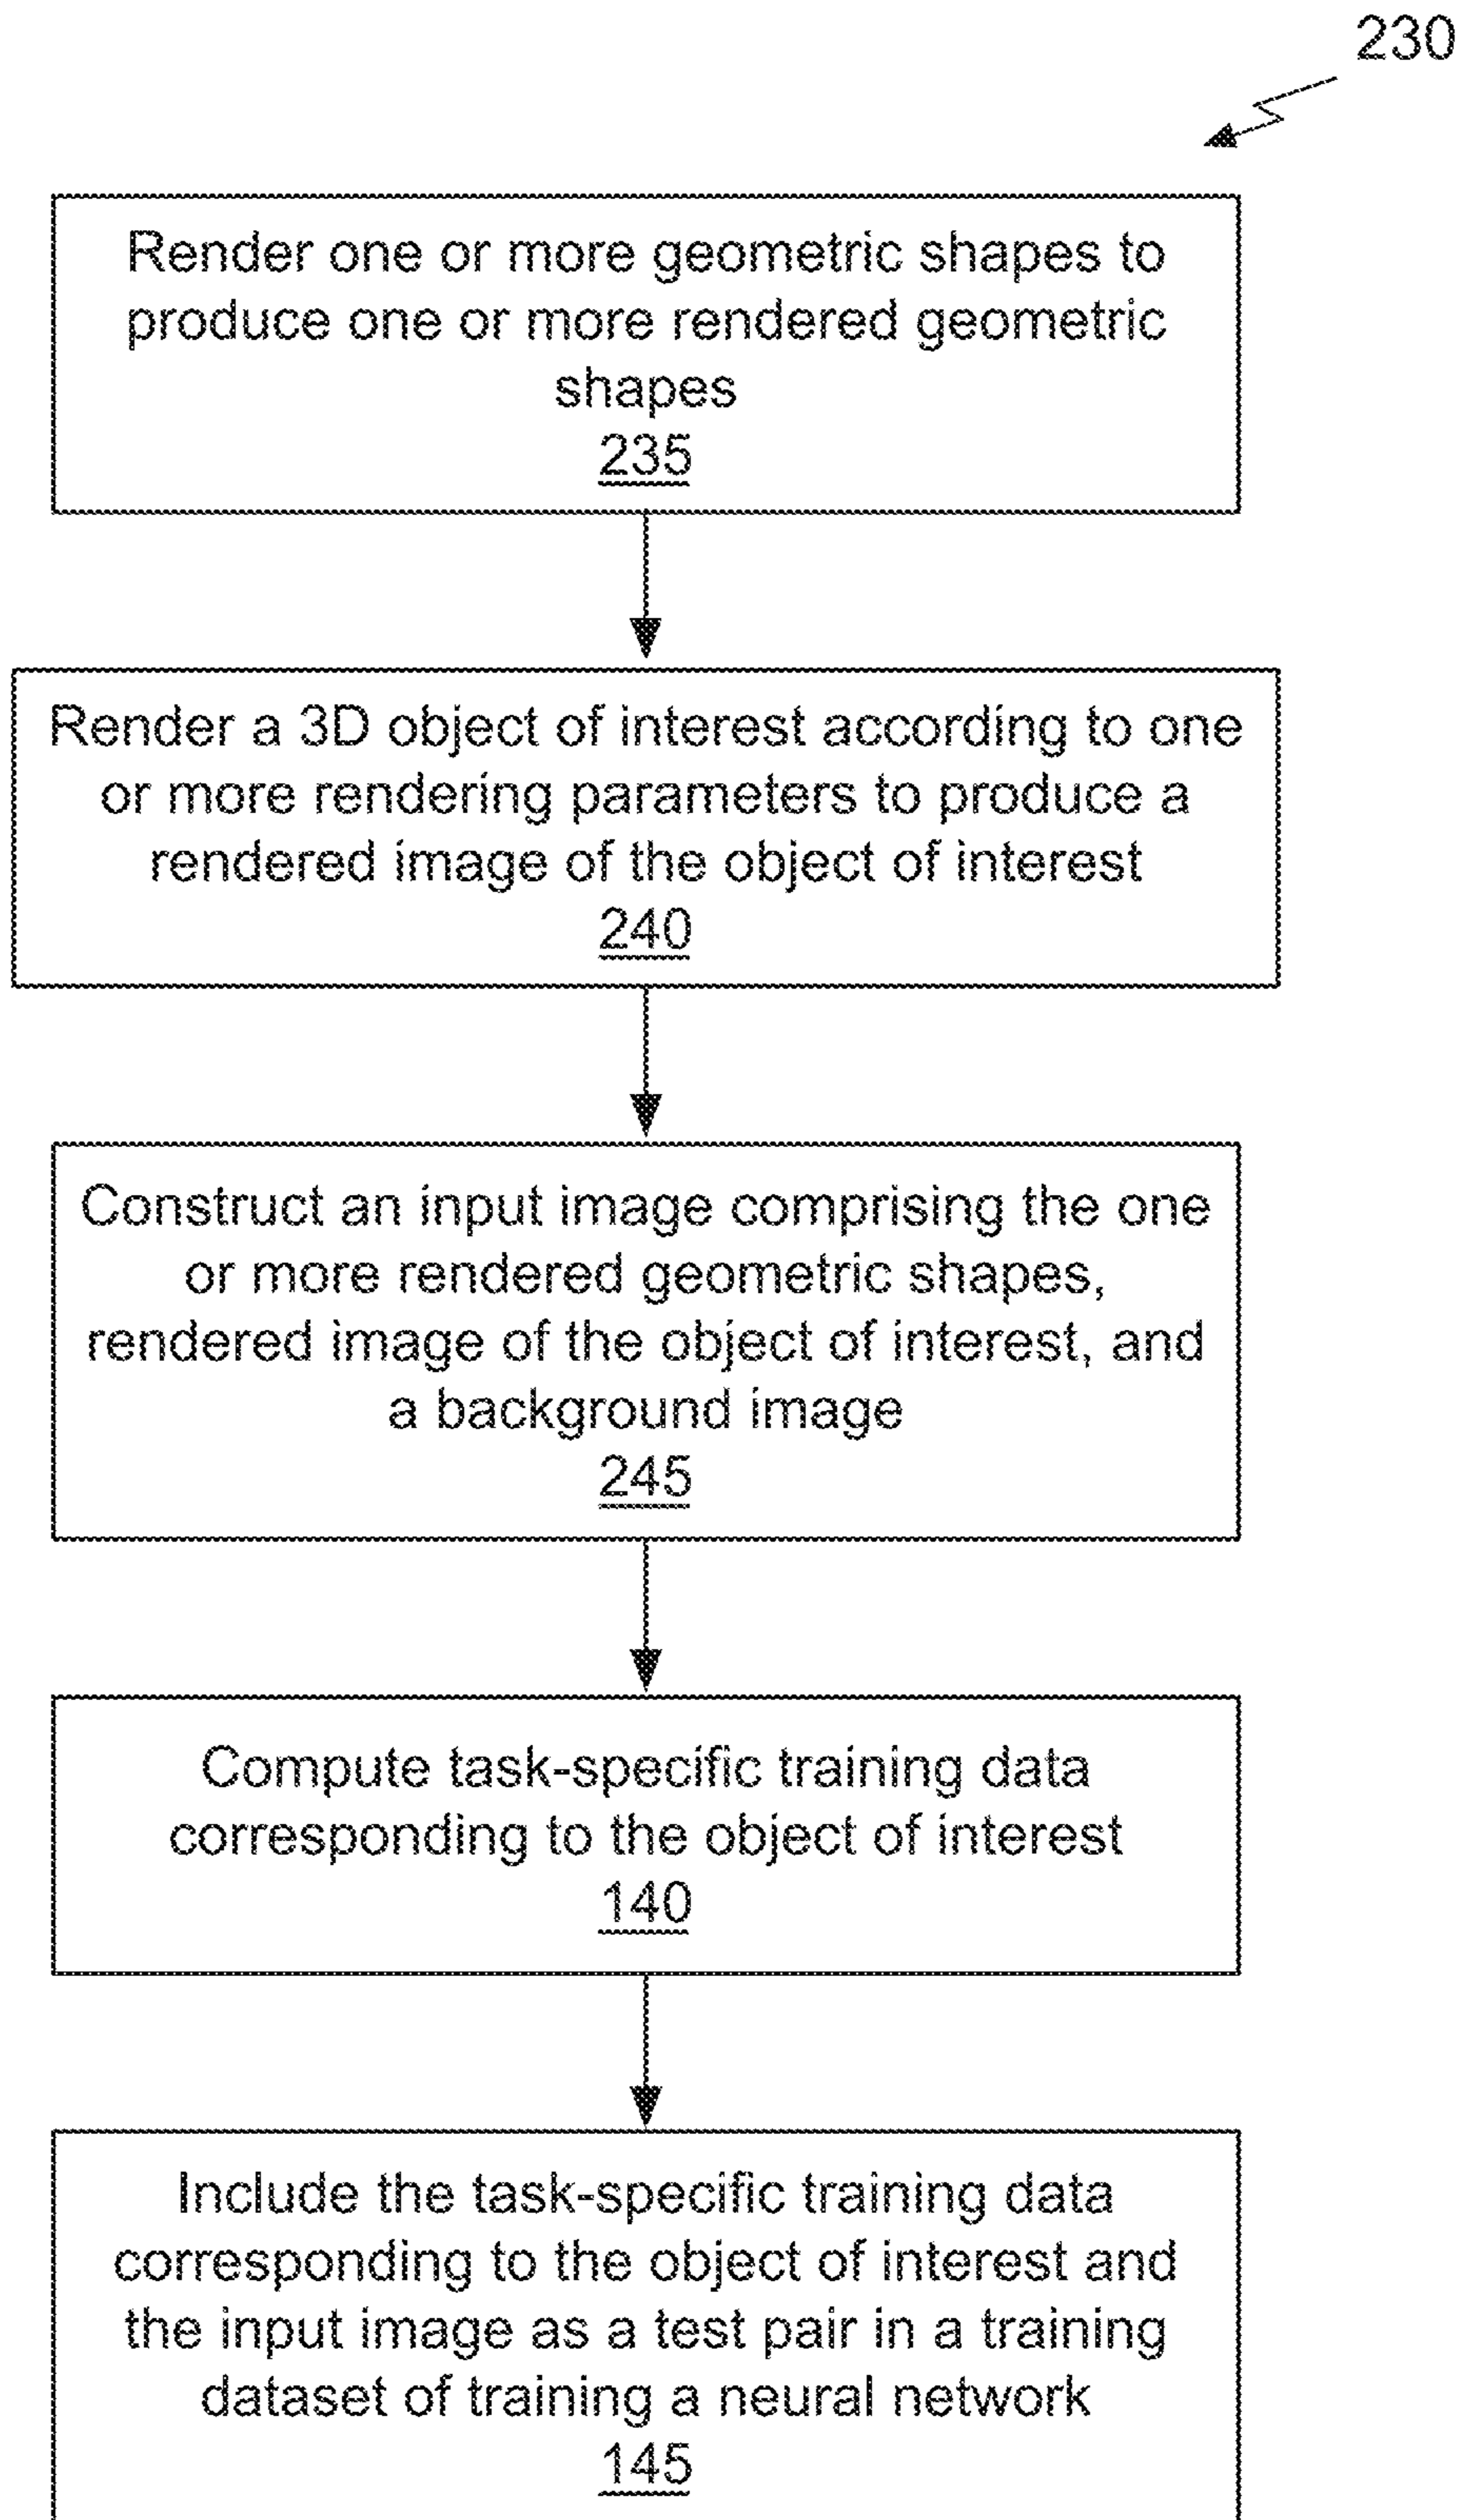 230
Render one or more geometric shapes to
produce one or more rendered geometric
shapes
235
Render a 3D object of interest according to one
or more rendering parameters to produce a
rendered image of the object of interest
240
Construct an input image comprising the one
or more rendered geometric shapes,
rendered image of the object of interest, and
a background image
245
Compute task-specific training data
corresponding to the object of interest
140
Include the task-specific training data
corresponding to the object of interest and
the input image as a test pair in a training
dataset of training a neural network
145